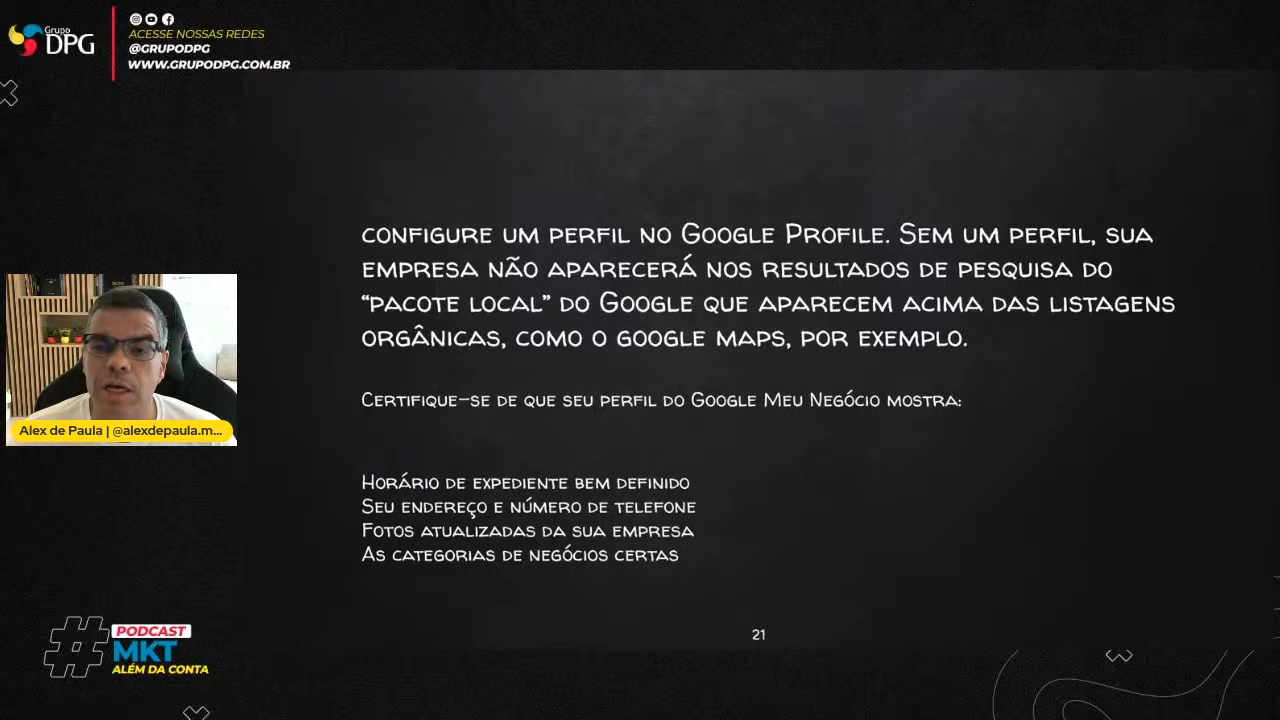 Grupo
DPG
ACESSE NOSSAS REDES
@GRUPODPG
WWW.GRUPODPG.COM.BR
CONFIGURE UM PERFIL NO GOOGLE PROFILE. SEM UM PERFIL, SUA
EMPRESA NÃO APARECERÁ NOS RESULTADOS DE PESQUISA DO
“PACOTE LOCAL” DO GOOGLE QUE APARECEM ACIMA DAS LISTAGENS
ORGÂNICAS, COMO O GOOGLE MAPS, POR EXEMPLO.
CERTIFIQUE-SE DE QUE SEU PERFIL DO GOOGLE MEU NEGÓCIO MOSTRA:
Alex de Paula | @alexdepaula.m...
HORÁRIO DE EXPEDIENTE BEM DEFINIDO
SEU ENDEREÇO E NÚMERO DE TELEFONE
FOTOS ATUALIZADAS DA SUA EMPRESA
AS CATEGORIAS DE NEGÓCIOS CERTAS
#
PODCAST
MKT
ALÉM DA CONTA
21